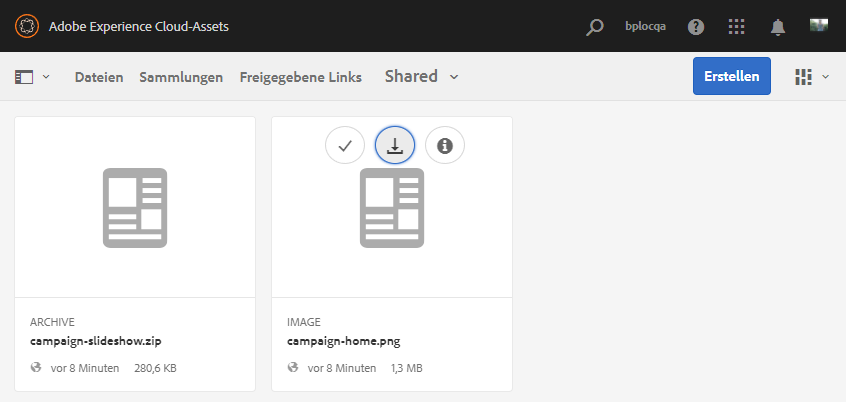 Adobe Experience Cloud-Assets
bplocqa
Dateien Sammlungen Freigegebene Links Shared
Erstellen
ARCHIVE
campaign-slideshow.zip
vor 8 Minuten 280,6 KB
IMAGE
campaign-home.png
vor 8 Minuten 1,3 MB